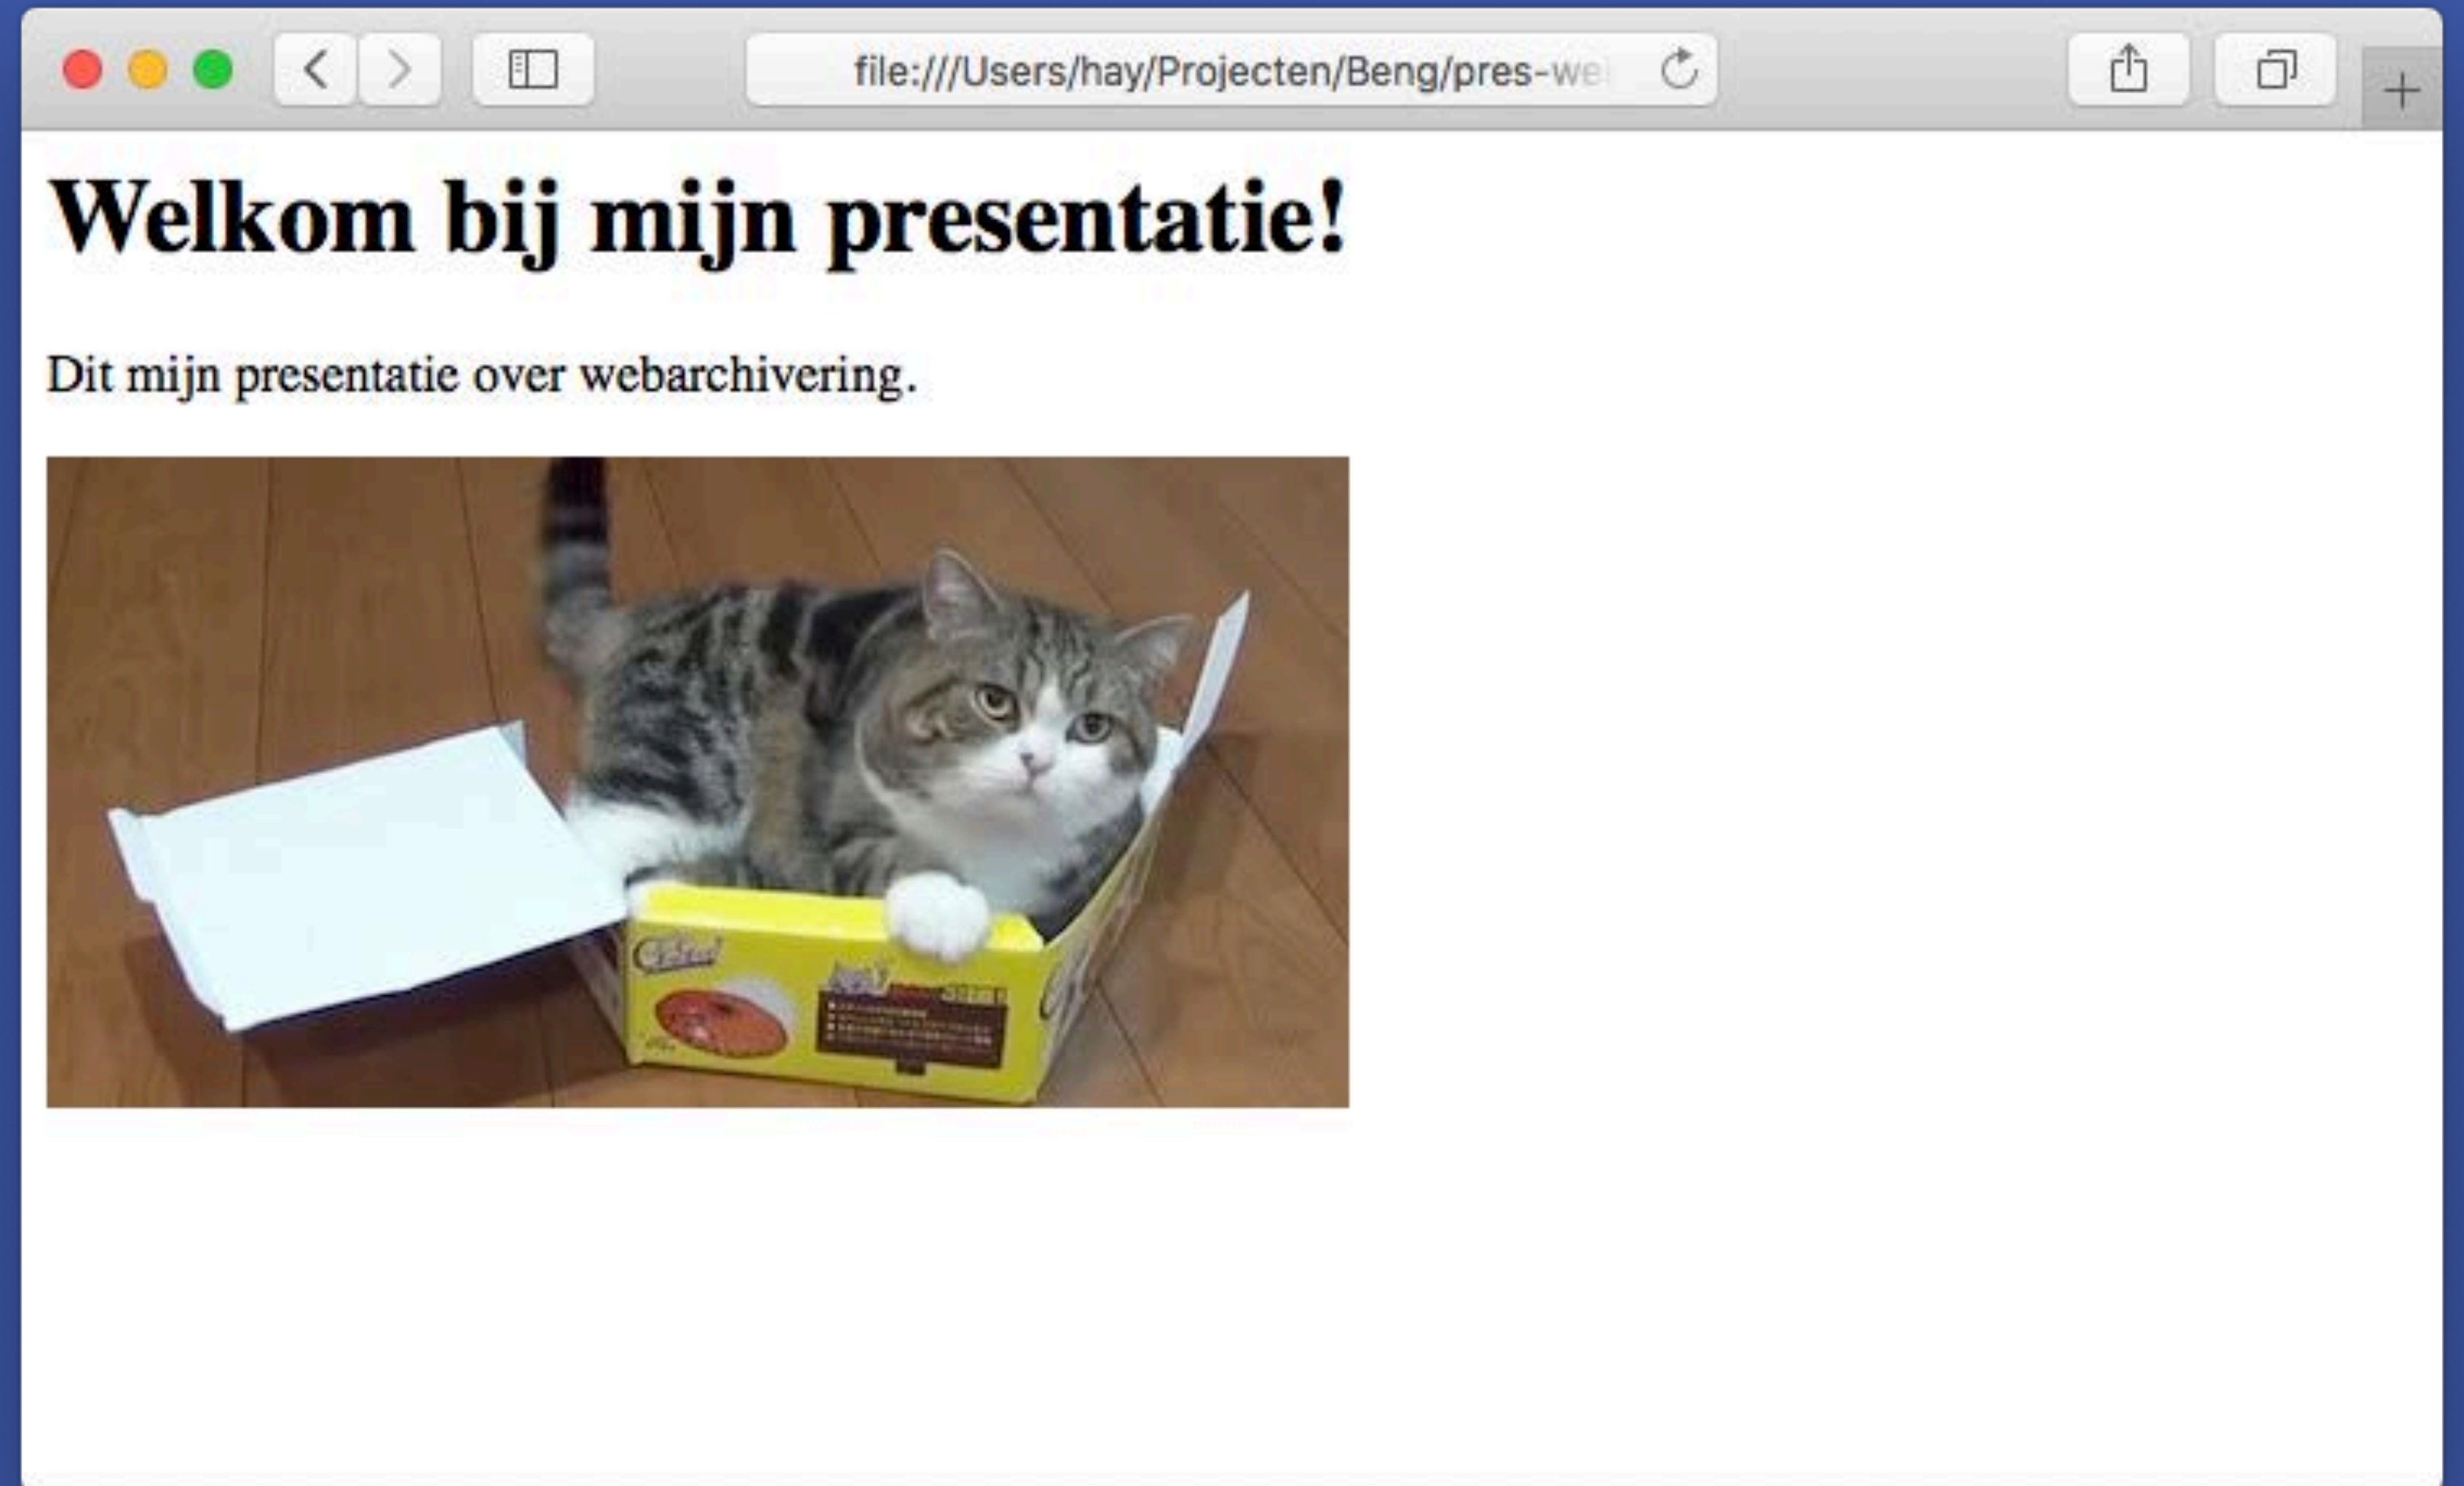 file:///Users/hay/Projecten/Beng/pres-we
Welkom bij mijn presentatie!
Dit mijn presentatie over webarchivering.